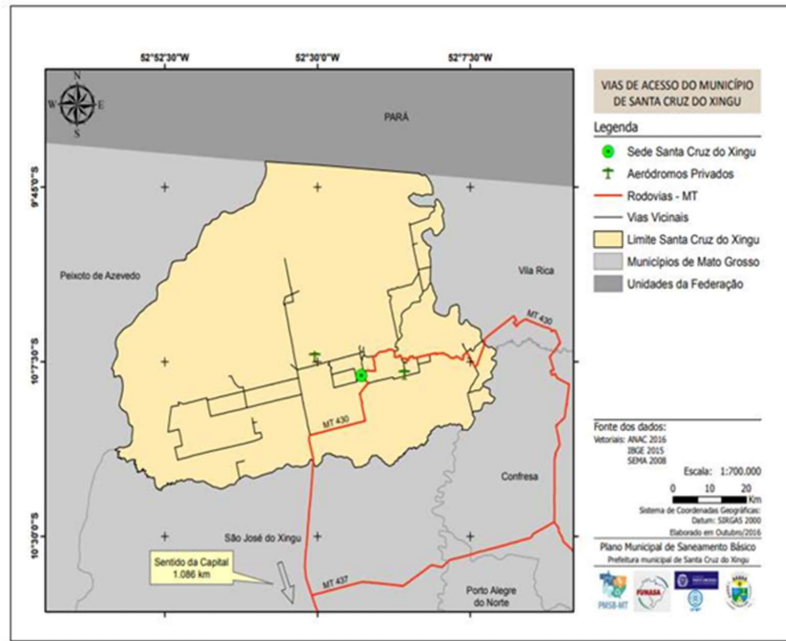 52°52'30"W 52°30'0"W 52°7'30"W
N
W E
S
PARÁ
9°45'0"S
Peixoto de Azevedo
Vila Rica
MT 430
10°7'30"S
MT 430
Confresa
10°30'0"S
São José do Xingu
Sentido da Capital
1.086 km
MT 437
Porto Alegre
do Norte
VIAS DE ACESSO DO MUNICÍPIO
DE SANTA CRUZ DO XINGU
Legenda
Sede Santa Cruz do Xingu
Aeródromos Privados
Rodovias - MT
Vias Vicinais
Limite Santa Cruz do Xingu
Municípios de Mato Grosso
Unidades da Federação
Fonte dos dados:
Vetoriais: ANAC 2016
IBGE 2015
SEMA 2008
Escala: 1:700.000
0 10 20
Km
Sistema de Coordenadas Geográficas:
Datum: SIRGAS 2000
Elaborado em Outubro/2016
Plano Municipal de Saneamento Básico
Prefeitura municipal de Santa Cruz do Xingu
PMSB-MT
FUNASA